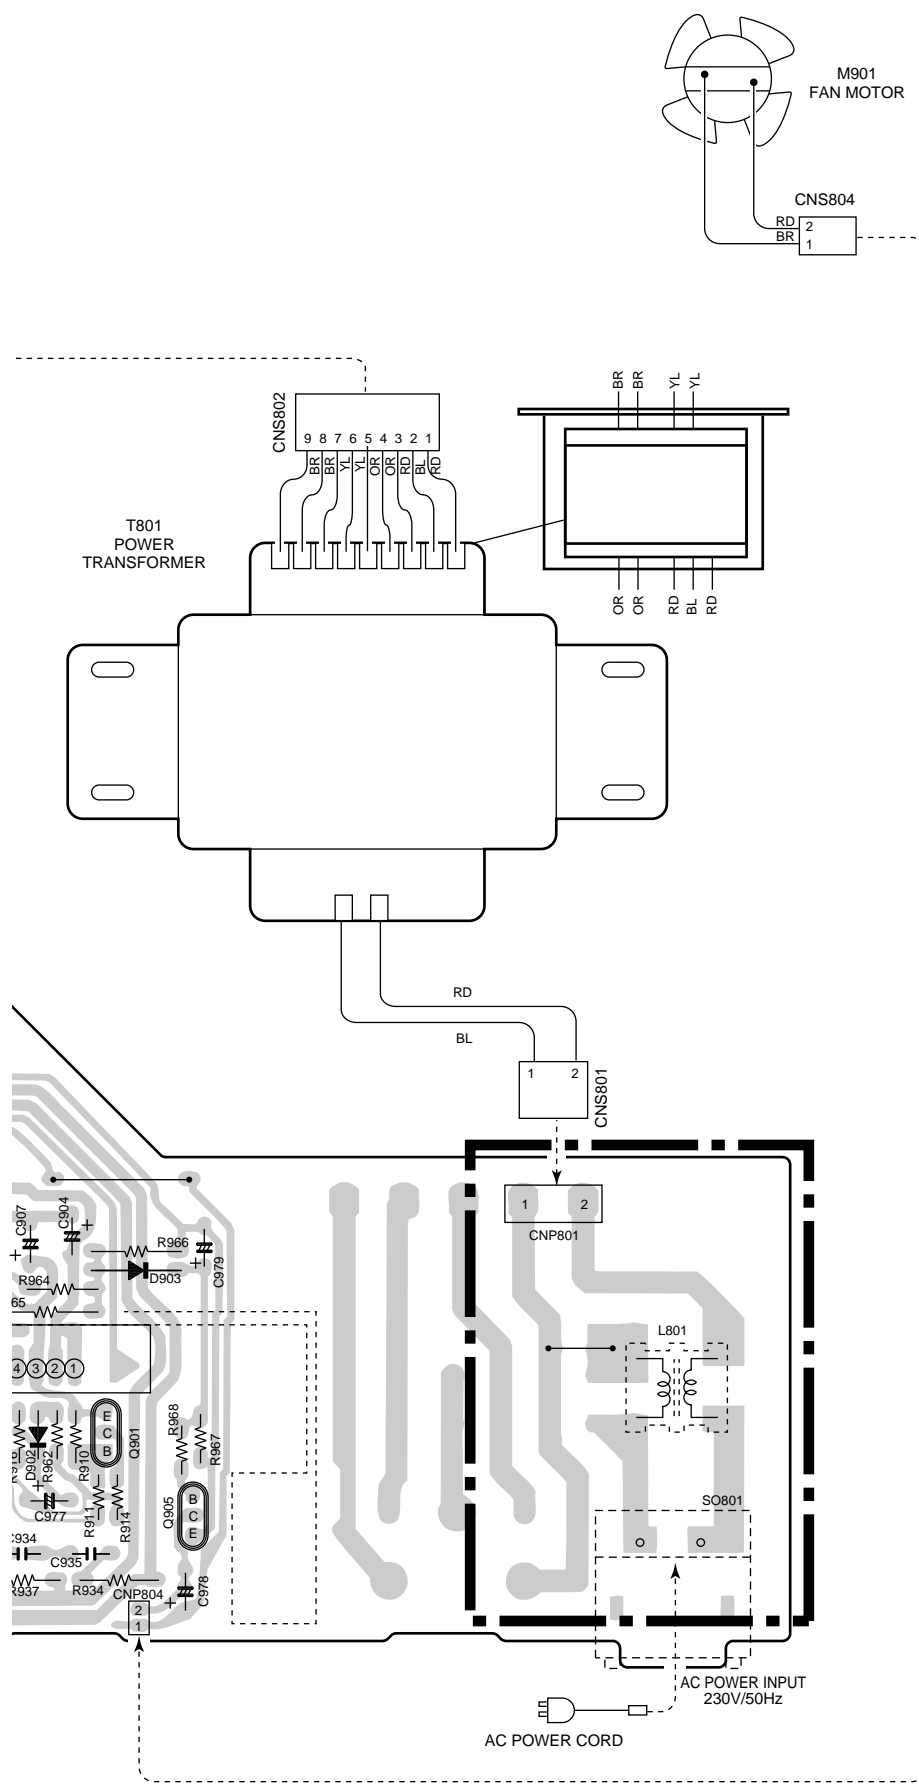 M901
FAN MOTOR
CNS804
RD
2
BR
1
BR
BR
YL
YL
CNS802
9 8 7 6 5 4 3 2 1
BR
BR
YL
YL
OR
OR
RD
BL
RD
T801
POWER
TRANSFORMER
OR
OR
RD
BL
RD
RD
BL
1 2
CNS801
1 2
CNP801
C907
+
C904
+
R966
D903
C979
+
R964
65
L801
4 3 2 1
E
C
B
Q901
R968
R967
D902
R962
R910
+
C977
R911
R914
B
C
E
Q905
SO801
C935
R934
CNP804
2
1
+
C978
AC POWER INPUT
230V/50Hz
AC POWER CORD